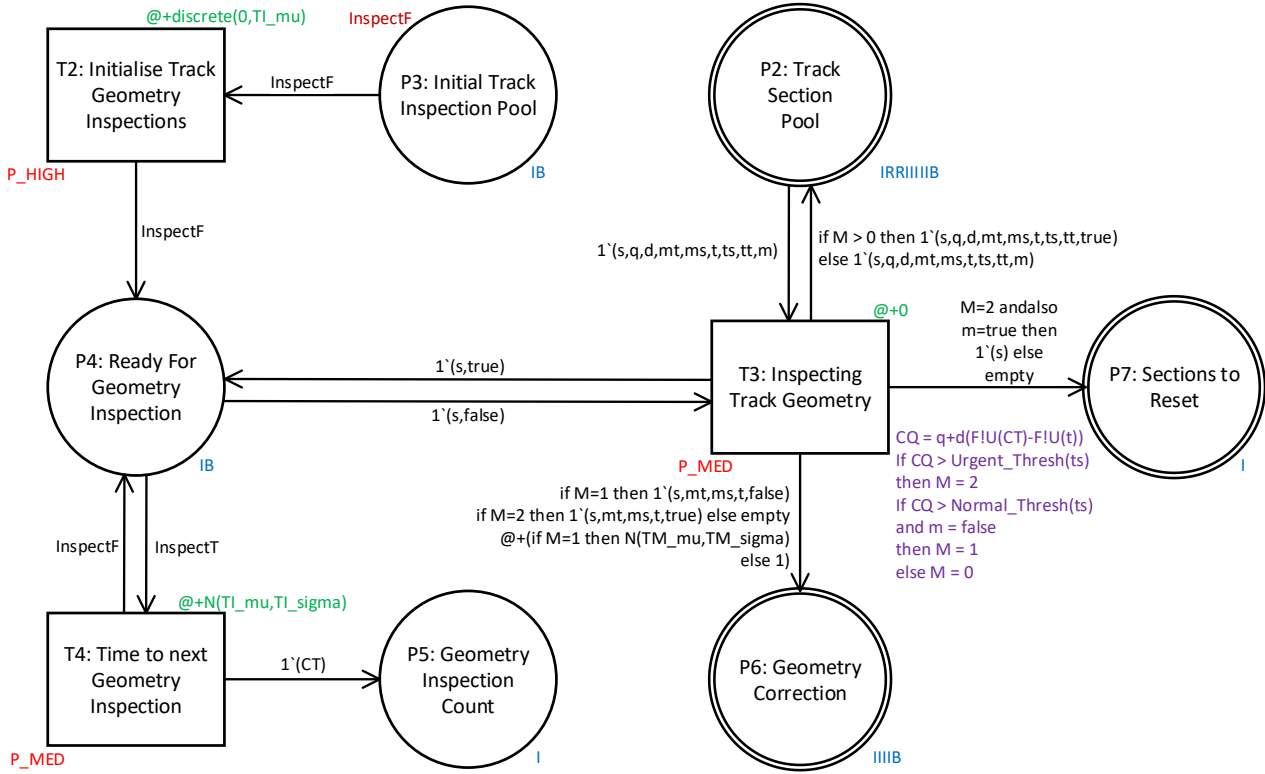 @+discrete(0,TI_mu)
InspectF
T2: Initialise Track
Geometry
Inspections
InspectF
P3: Initial Track
Inspection Pool
P2: Track
Section
Pool
P_HIGH
IB
IRRIIIIIB
InspectF
1`(s,q,d,mt,ms,t,ts,tt,m)
if M > 0 then 1`(s,q,d,mt,ms,t,ts,tt,true)
else 1`(s,q,d,mt,ms,t,ts,tt,m)
@+0
M=2 andalso
m=true then
1`(s) else
empty
P4: Ready For
Geometry
Inspection
1`(s,true)
1`(s,false)
T3: Inspecting
Track Geometry
P7: Sections to
Reset
IB
P_MED
CQ = q+d(F!U(CT)-F!U(t))
If CQ > Urgent_Thresh(ts)
then M = 2
If CQ > Normal_Thresh(ts)
and m = false
then M = 1
else M = 0
I
if M=1 then 1`(s,mt,ms,t,false)
if M=2 then 1`(s,mt,ms,t,true) else empty
@+(if M=1 then N(TM_mu,TM_sigma)
else 1)
InspectF
InspectT
@+N(TI_mu,TI_sigma)
T4: Time to next
Geometry
Inspection
1`(CT)
P5: Geometry
Inspection
Count
P6: Geometry
Correction
P_MED
I
IIIIB